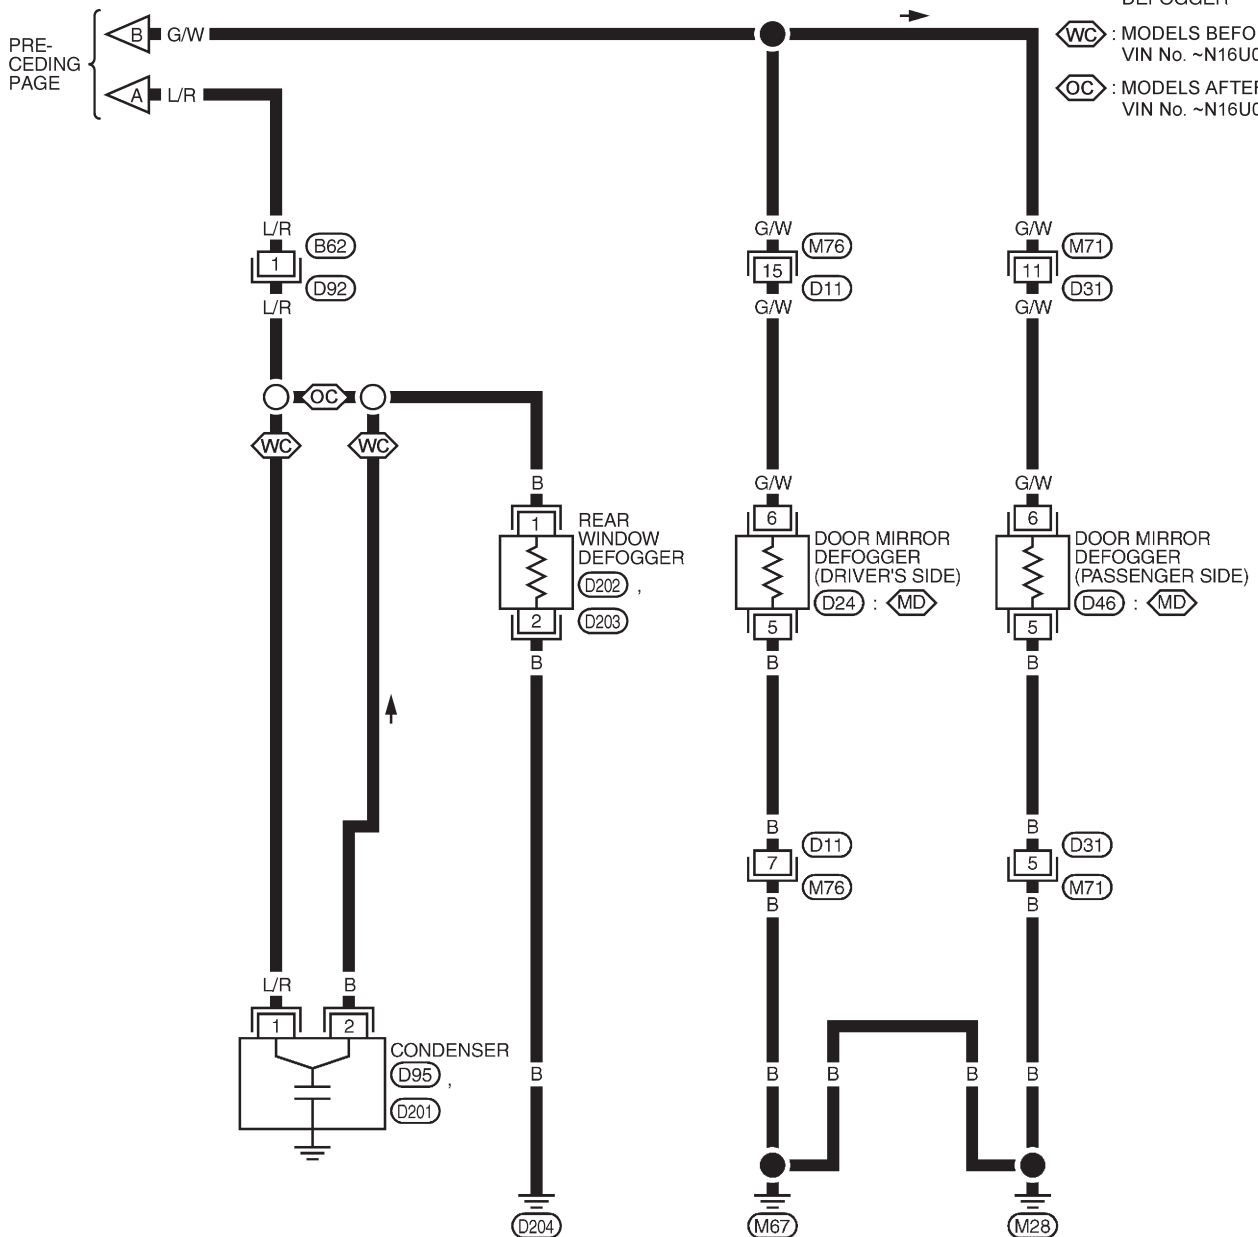 DEFOGGER
PRE-
CEDING
PAGE
B G/W
WC : MODELS BEFO
VIN No. ~N16U0
A L/R
OC : MODELS AFTER
VIN No. ~N16U0
L/R G/W G/W
1 B62 15 M76 11 M71
D92 D11 D31
L/R G/W G/W
OC
WC WC
B G/W G/W
1 6 6
REAR
WINDOW
DEFOGGER
D202 ,
D203
2
DOOR MIRROR
DEFOGGER
(DRIVER'S SIDE)
D24 : MD
5
DOOR MIRROR
DEFOGGER
(PASSENGER SIDE)
D46 : MD
5
B B B
B B
7 D11 5 D31
M76 M71
B B
L/R B
1 2
CONDENSER
D95 ,
D201
B B B B B
D204 M67 M28